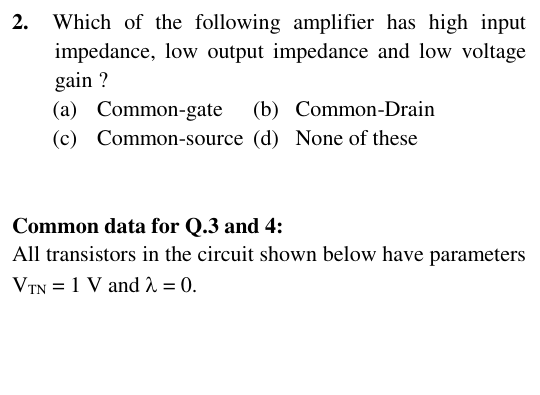 2. Which of the following amplifier has high input
impedance, low output impedance and low voltage
gain ?
(a) Common-gate (b) Common-Drain
(c) Common-source (d) None of these
Common data for Q.3 and 4:
All transistors in the circuit shown below have parameters
V_TN = 1 V and λ = 0.